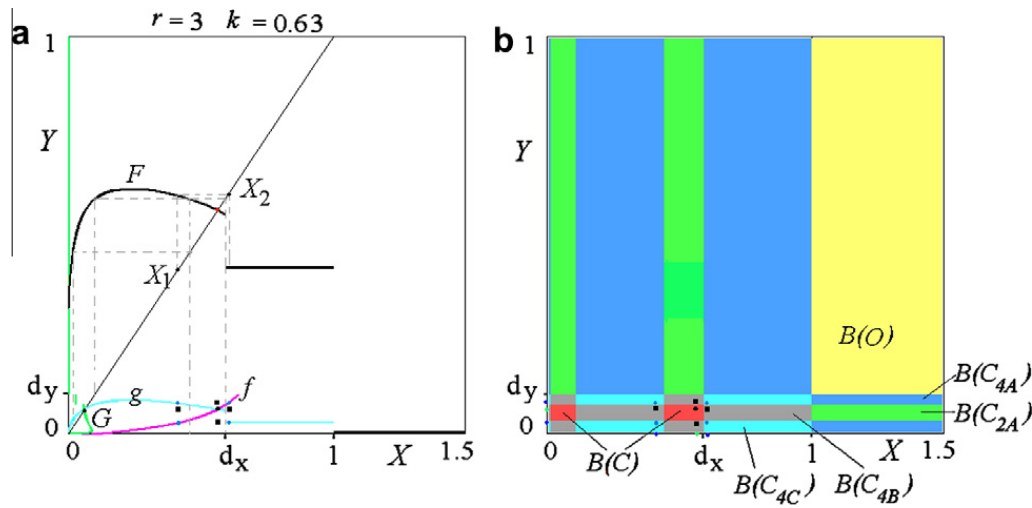 r = 3 k = 0.63
a
1
Y
F
X₂
X₁
dy
g
f
G
0
0
dₓ
1
X
1.5
b
1
Y
B(O)
dy
0
B(C₄A)
B(C₂A)
0
dₓ
1
X
1.5
B(C)
B(C₄C)
B(C₄B)